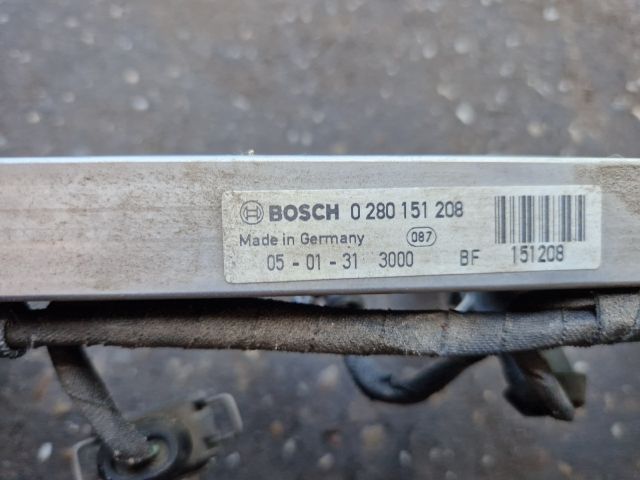 BOSCH 0 280 151 208
Made in Germany 087
05 - 01 - 31 3000 BF 151208